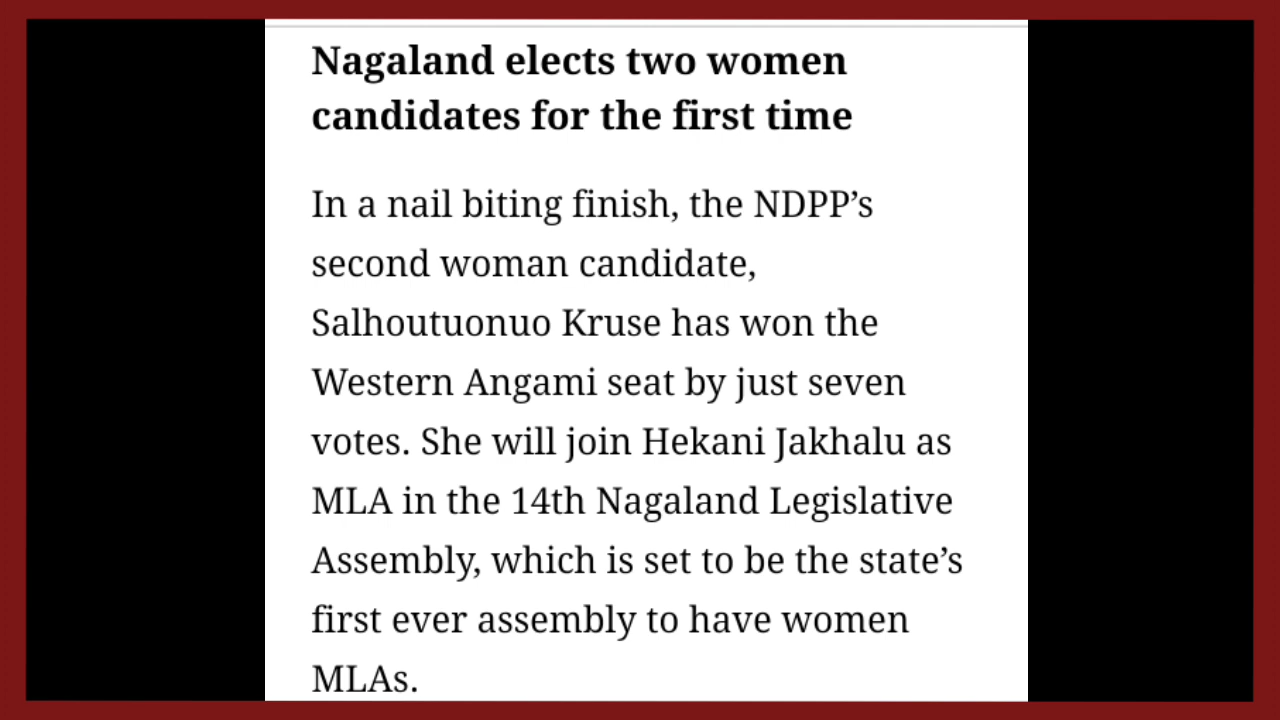 Nagaland elects two women
candidates for the first time
In a nail biting finish, the NDPP’s
second woman candidate,
Salhoutuonuo Kruse has won the
Western Angami seat by just seven
votes. She will join Hekani Jakhalu as
MLA in the 14th Nagaland Legislative
Assembly, which is set to be the state’s
first ever assembly to have women
MLAs.